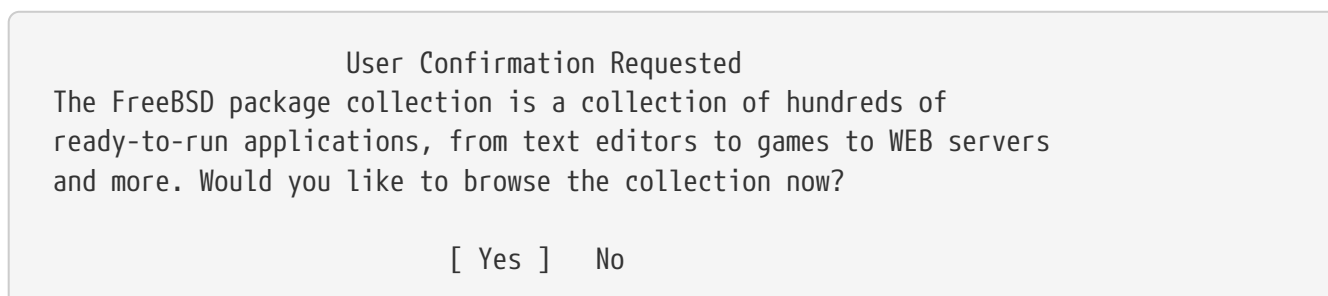 User Confirmation Requested
The FreeBSD package collection is a collection of hundreds of
ready-to-run applications, from text editors to games to WEB servers
and more. Would you like to browse the collection now?
[ Yes ]   No